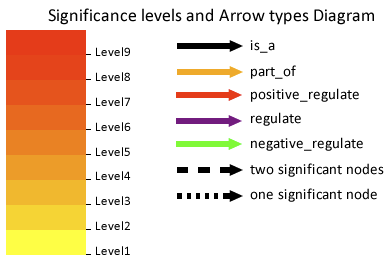 Significance levels and Arrow types Diagram
Level9
Level8
Level7
Level6
Level5
Level4
Level3
Level2
Level1
is_a
part_of
positive_regulate
regulate
negative_regulate
two significant nodes
one significant node